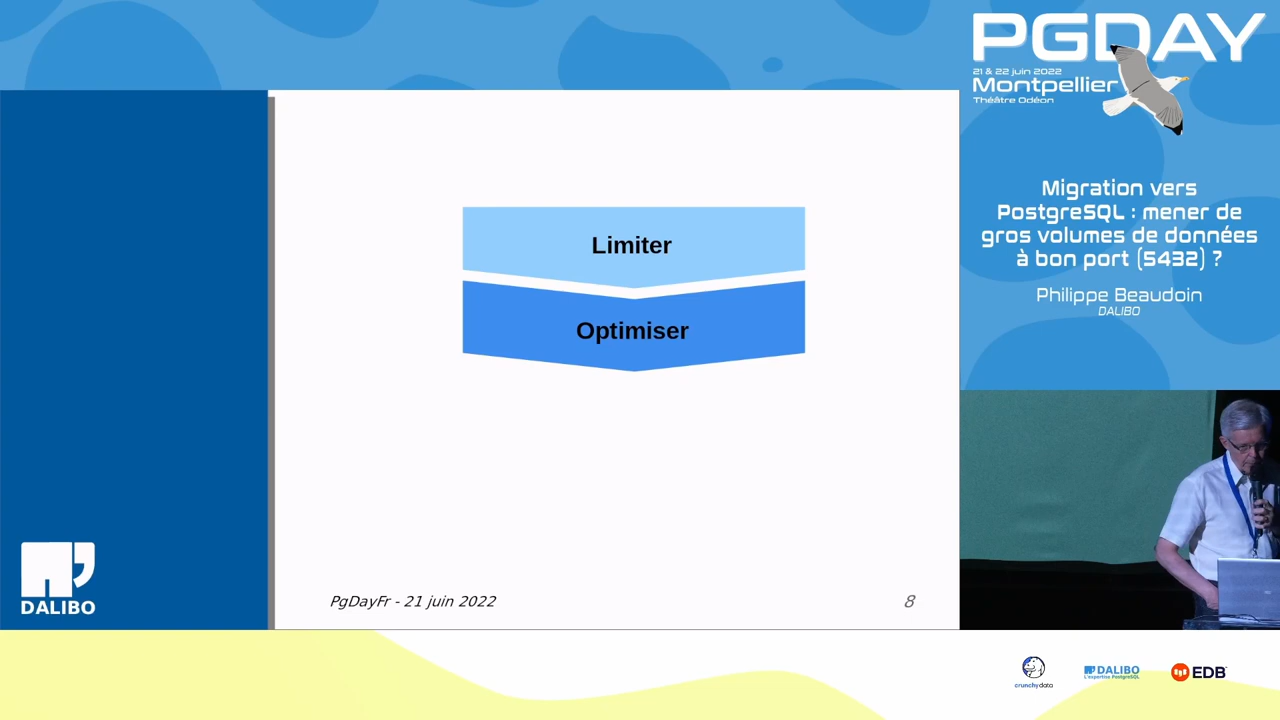 PGDAY
21 & 22 juin 2022
Montpellier
Théâtre Odéon
Migration vers
PostgreSQL : mener de
gros volumes de données
à bon port (5432) ?
Philippe Beaudoin
DALIBO
Limiter
Optimiser
DALIBO
PgDayFr - 21 juin 2022
8
crunchydata
DALIBO
L'expertise PostgreSQL
EDB